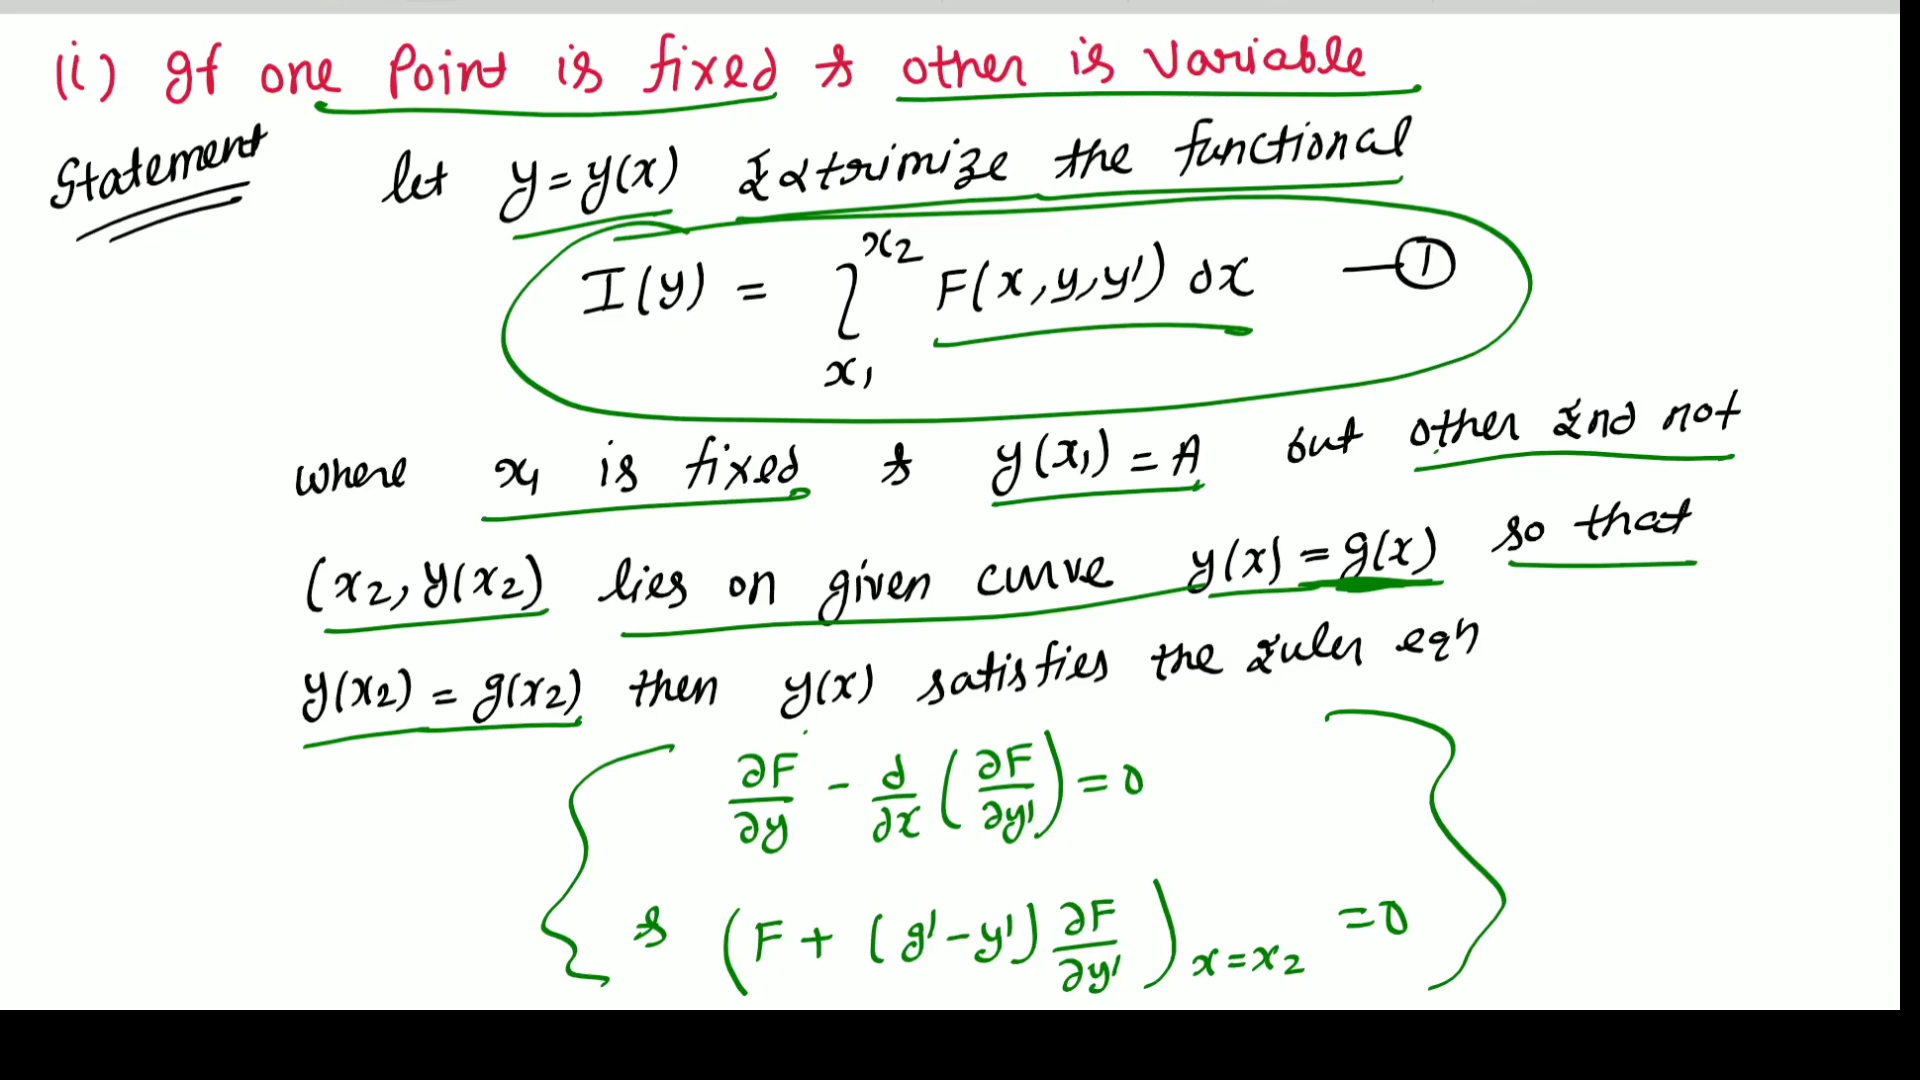 (i) If one Point is fixed & other is variable
Statement let y = y(x) Extrimize the functional
I(y) = ∫_{x₁}^{x₂} F(x, y, y') dx — ①
where x₁ is fixed & y(x₁) = A but other End not
(x₂, y(x₂) lies on given curve y(x) = g(x) so that
y(x₂) = g(x₂) then y(x) satisfies the Euler eqn
∂F/∂y - d/dx (∂F/∂y') = 0
& (F + (g' - y') ∂F/∂y')_{x = x₂} = 0